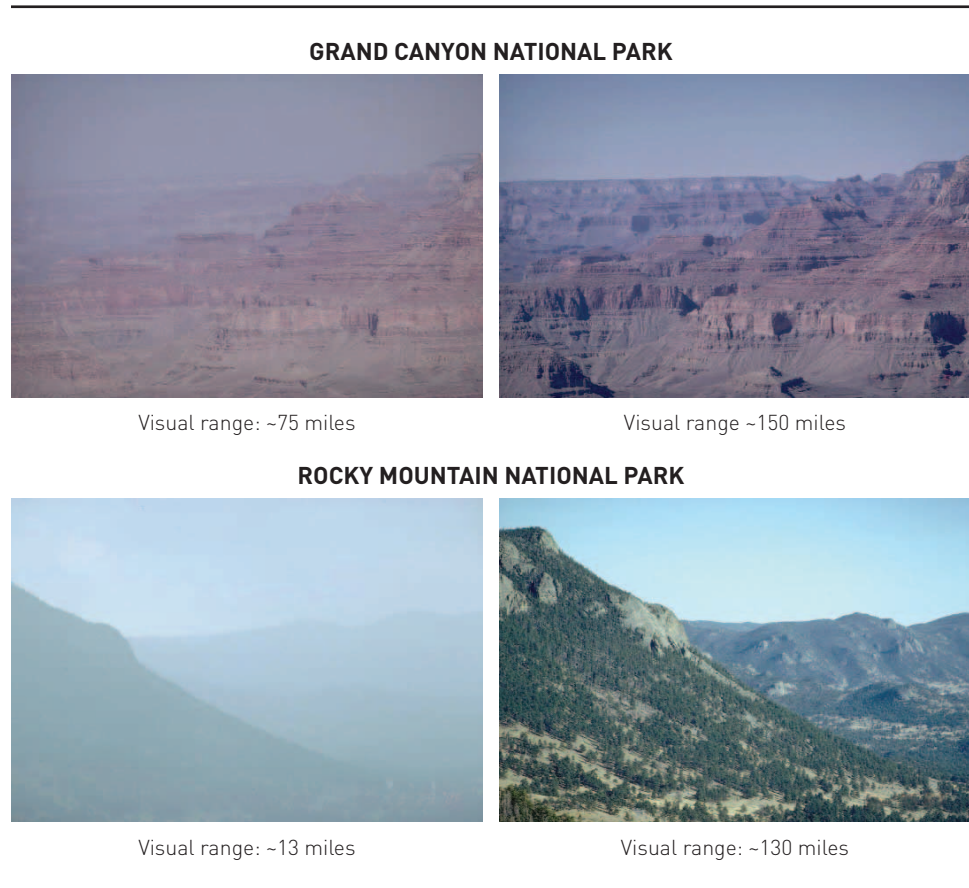 GRAND CANYON NATIONAL PARK
Visual range: ~75 miles
Visual range ~150 miles
ROCKY MOUNTAIN NATIONAL PARK
Visual range: ~13 miles
Visual range: ~130 miles